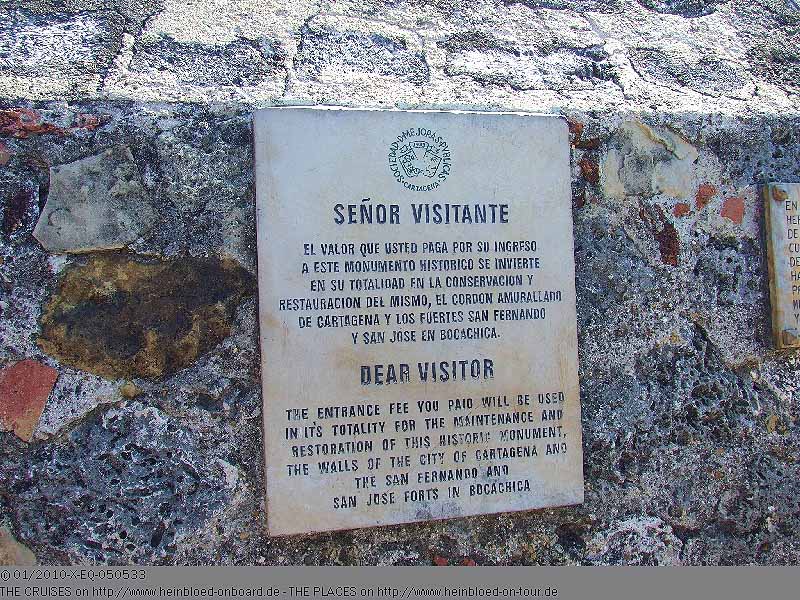 SOCIEDAD MEJORAS PUBLICAS
CARTAGENA
SEÑOR VISITANTE
EL VALOR QUE USTED PAGA POR SU INGRESO
A ESTE MONUMENTO HISTORICO SE INVIERTE
EN SU TOTALIDAD EN LA CONSERVACION Y
RESTAURACION DEL MISMO, EL CORDON AMURALLADO
DE CARTAGENA Y LOS FUERTES SAN FERNANDO
Y SAN JOSE EN BOCACHICA.
DEAR VISITOR
THE ENTRANCE FEE YOU PAID WILL BE USED
IN IT'S TOTALITY FOR THE MAINTENANCE AND
RESTORATION OF THIS HISTORIC MONUMENT,
THE WALLS OF THE CITY OF CARTAGENA AND
THE SAN FERNANDO AND
SAN JOSE FORTS IN BOCACHICA
EN
© 01/2010-X-EQ-050533
THE CRUISES on http://www.heinbloed-onboard.de - THE PLACES on http://www.heinbloed-on-tour.de